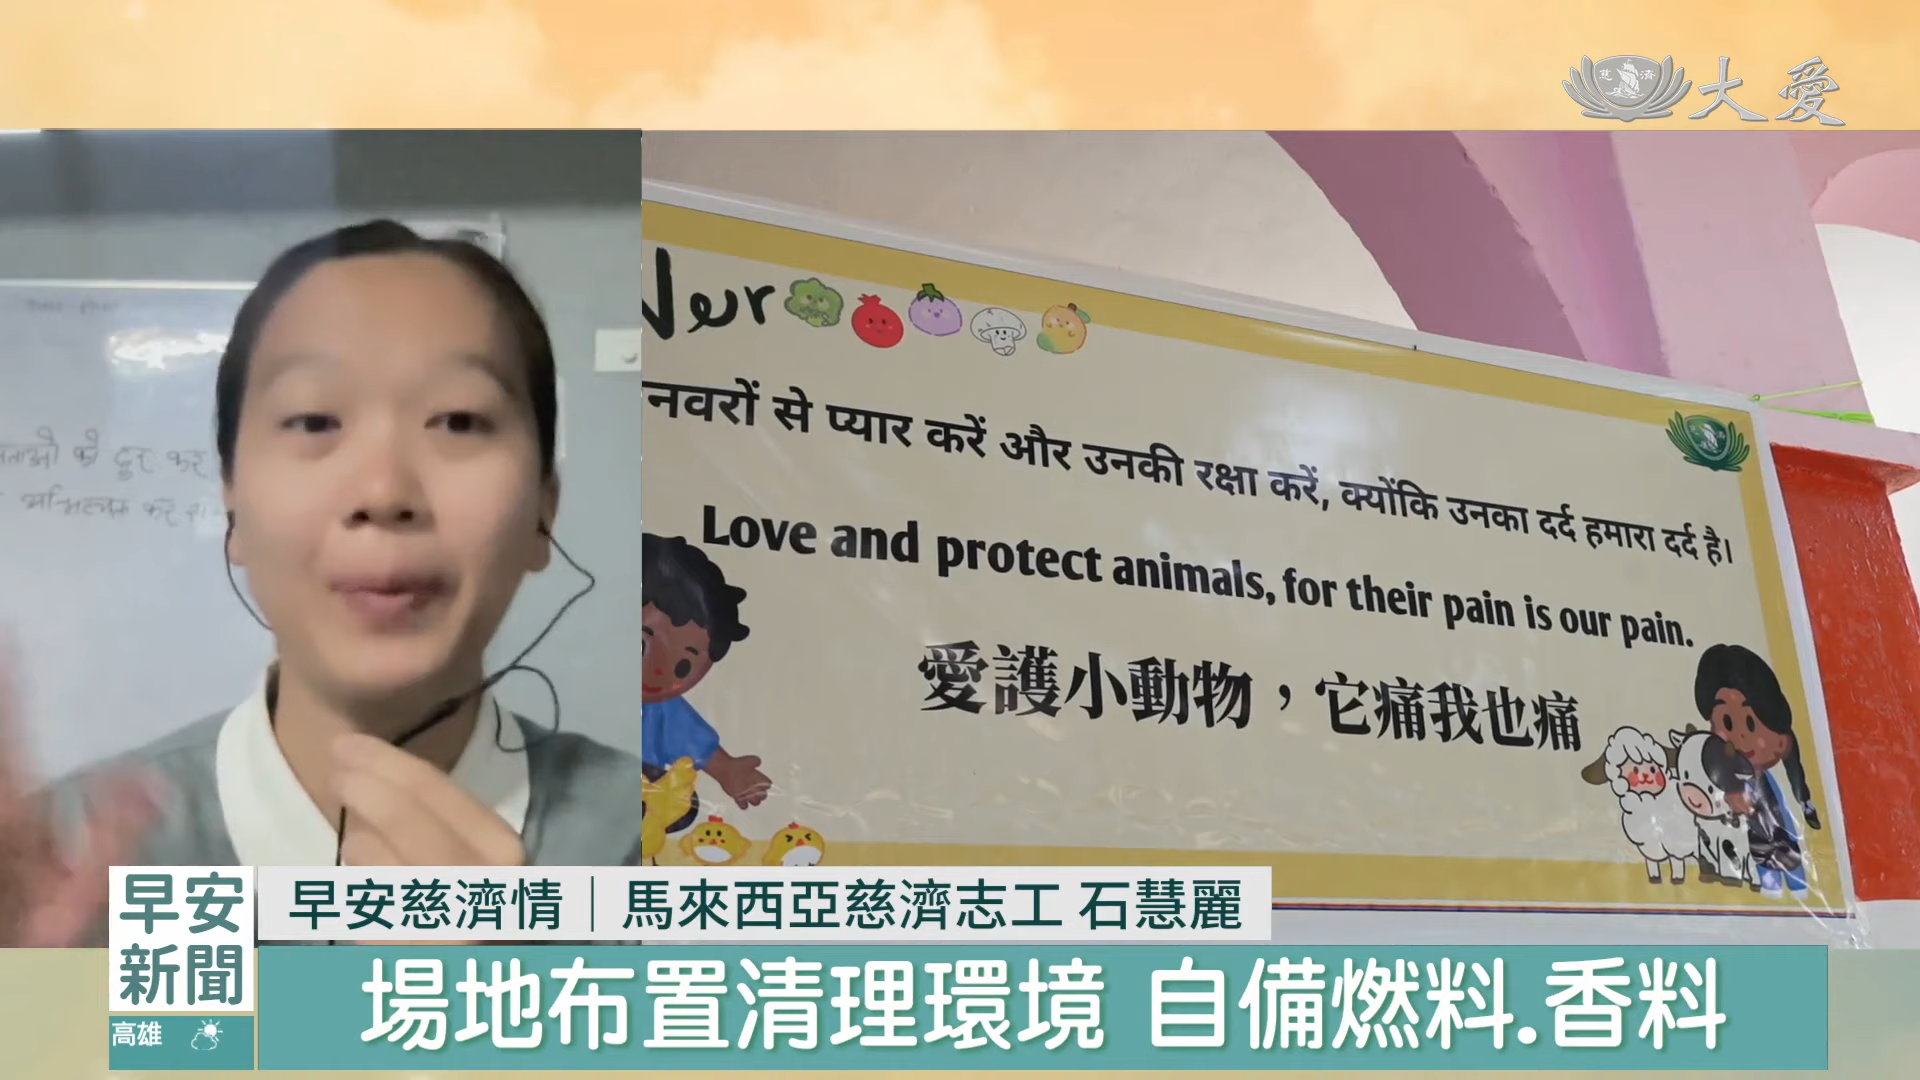 慈濟
大愛
नवरों से प्यार करें और उनकी रक्षा करें, क्योंकि उनका दर्द हमारा दर्द है।
Love and protect animals, for their pain is our pain.
愛護小動物，它痛我也痛
早安慈濟情｜馬來西亞慈濟志工 石慧麗
早安
新聞
場地布置清理環境 自備燃料.香料
高雄